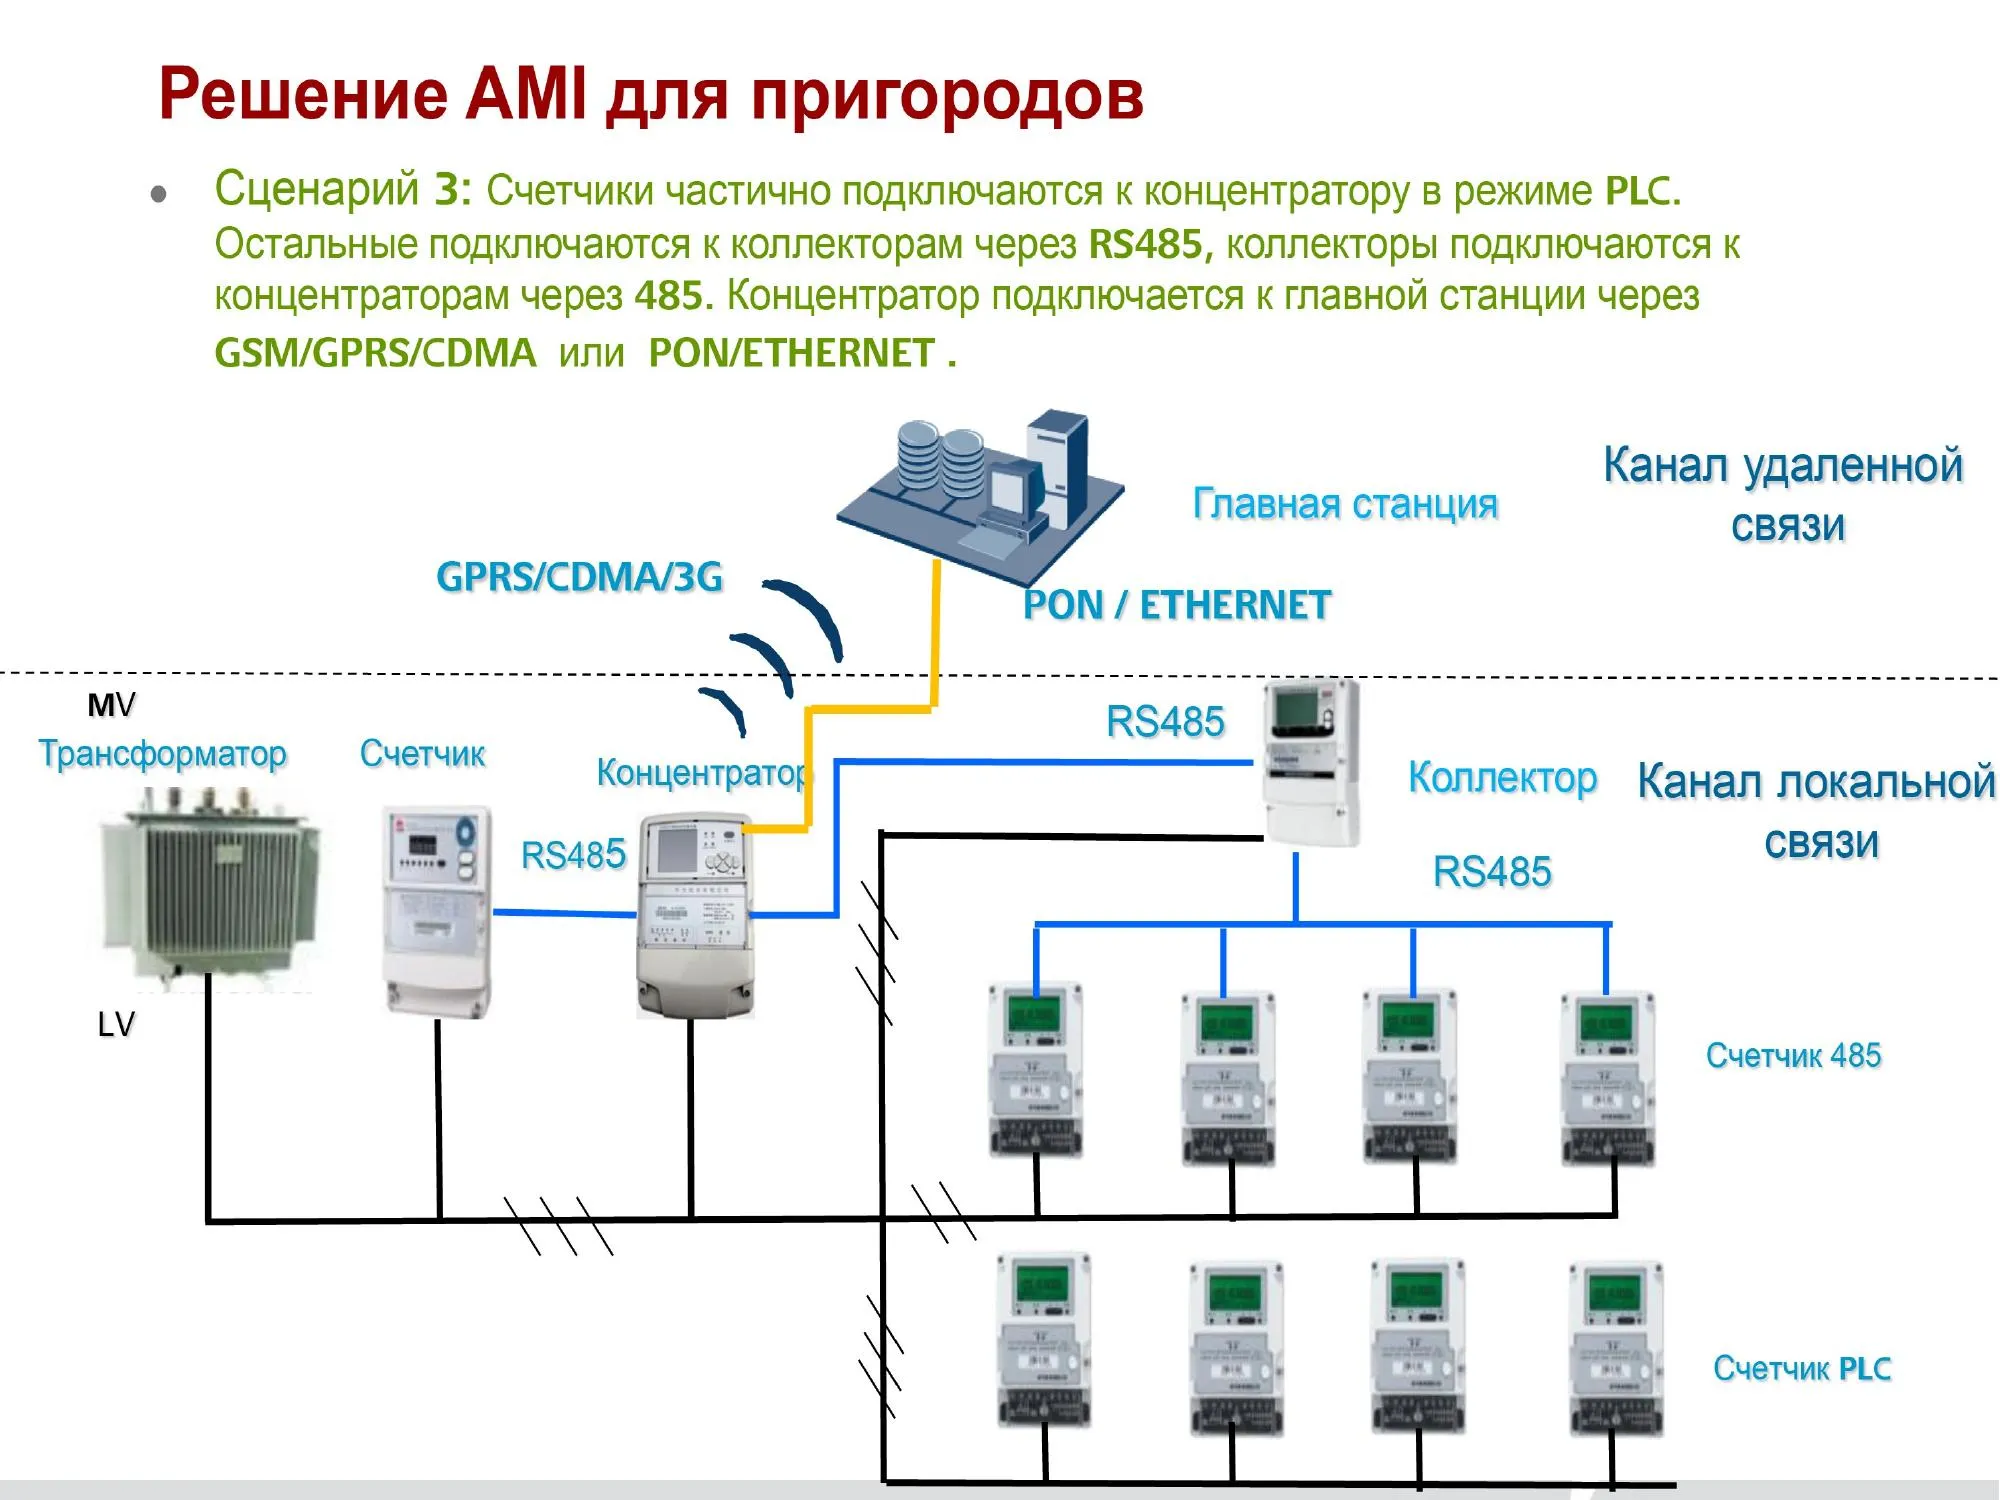 Решение AMI для пригородов
• Сценарий 3: Счетчики частично подключаются к концентратору в режиме PLC.
Остальные подключаются к коллекторам через RS485, коллекторы подключаются к
концентраторам через 485. Концентратор подключается к главной станции через
GSM/GPRS/CDMA или PON/ETHERNET .
Канал удаленной
связи
Главная станция
GPRS/CDMA/3G
PON / ETHERNET
MV
Трансформатор
Счетчик
Концентратор
RS485
Коллектор
Канал локальной
связи
RS485
RS485
LV
Счетчик 485
Счетчик PLC